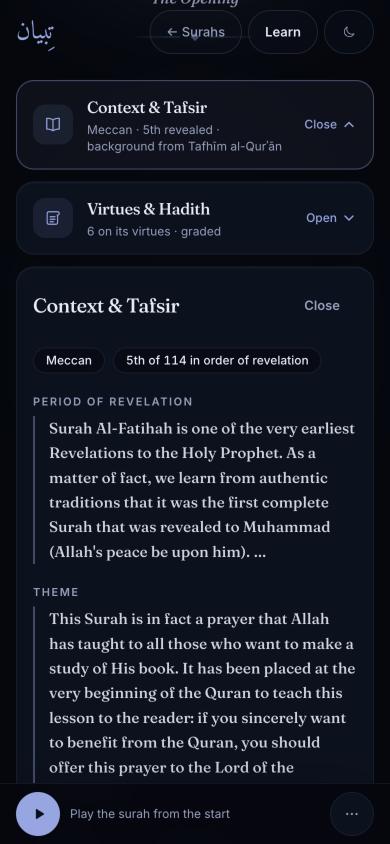 The Opening
تِبيان
← Surahs
Learn
Context & Tafsir
Meccan · 5th revealed ·
background from Tafhīm al-Qurʾān
Close
Virtues & Hadith
6 on its virtues · graded
Open
Context & Tafsir
Close
Meccan
5th of 114 in order of revelation
PERIOD OF REVELATION
Surah Al-Fatihah is one of the very earliest
Revelations to the Holy Prophet. As a
matter of fact, we learn from authentic
traditions that it was the first complete
Surah that was revealed to Muhammad
(Allah's peace be upon him). ...
THEME
This Surah is in fact a prayer that Allah
has taught to all those who want to make a
study of His book. It has been placed at the
very beginning of the Quran to teach this
lesson to the reader: if you sincerely want
to benefit from the Quran, you should
offer this prayer to the Lord of the
Play the surah from the start